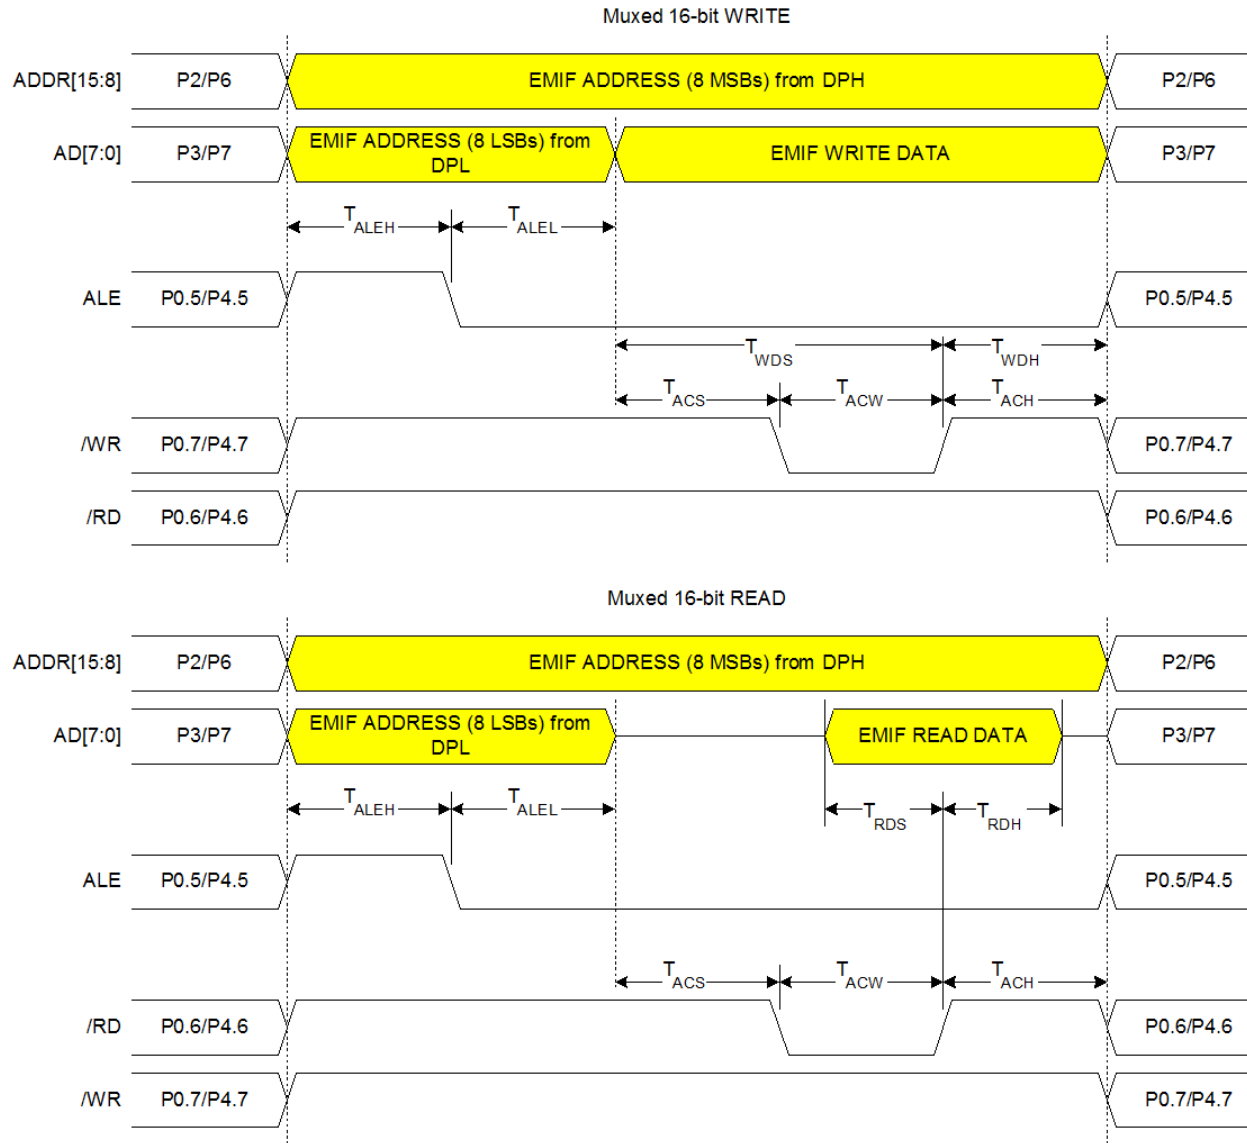 Muxed 16-bit WRITE
ADDR[15:8] P2/P6 EMIF ADDRESS (8 MSBs) from DPH P2/P6
AD[7:0] P3/P7 EMIF ADDRESS (8 LSBs) from DPL EMIF WRITE DATA P3/P7
TALEH TALEL
ALE P0.5/P4.5 P0.5/P4.5
TWDS TWDH
TACS TACW TACH
/WR P0.7/P4.7 P0.7/P4.7
/RD P0.6/P4.6 P0.6/P4.6
Muxed 16-bit READ
ADDR[15:8] P2/P6 EMIF ADDRESS (8 MSBs) from DPH P2/P6
AD[7:0] P3/P7 EMIF ADDRESS (8 LSBs) from DPL EMIF READ DATA P3/P7
TALEH TALEL TRDS TRDH
ALE P0.5/P4.5 P0.5/P4.5
TACS TACW TACH
/RD P0.6/P4.6 P0.6/P4.6
/WR P0.7/P4.7 P0.7/P4.7